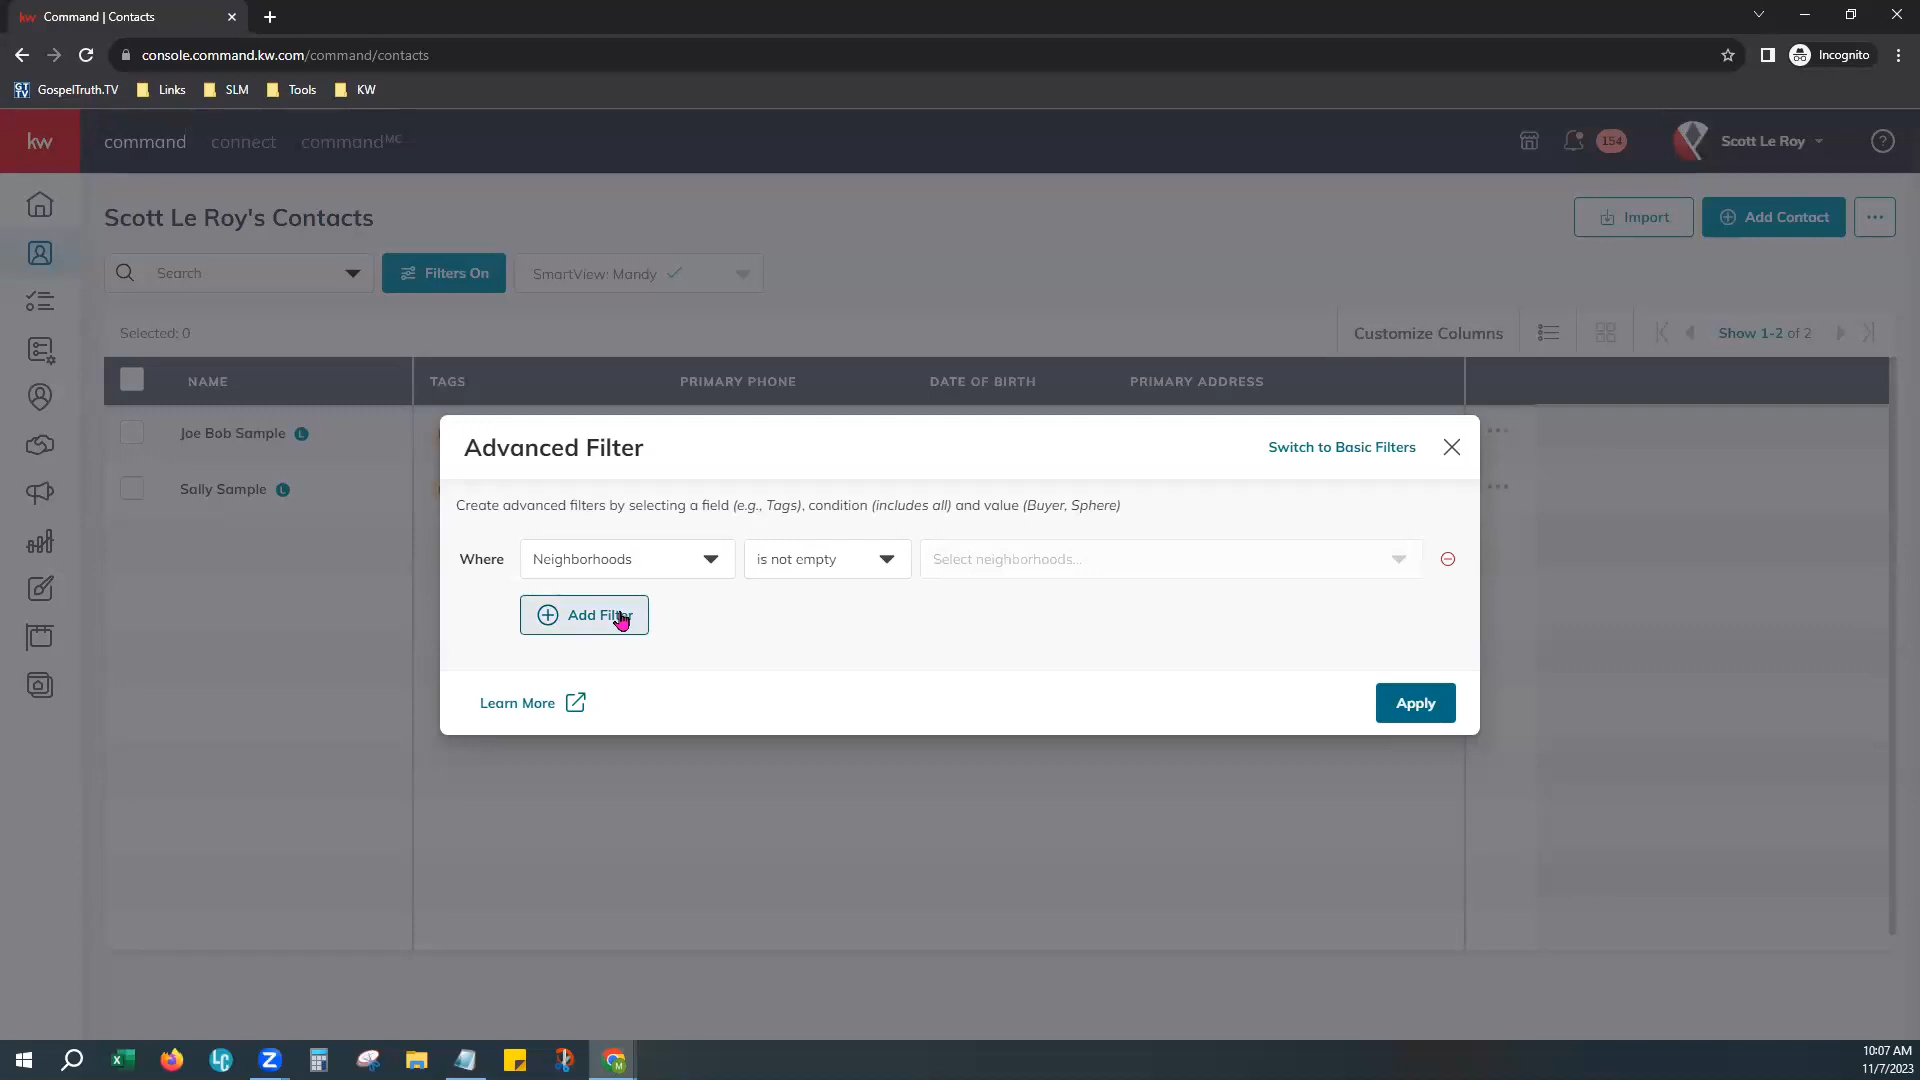 kw Command | Contacts
console.command.kw.com/command/contacts
Incognito
GT TV GospelTruth.TV Links SLM Tools KW
kw command connect commandMC 154 Scott Le Roy ?
Scott Le Roy's Contacts
Import Add Contact
Search Filters On SmartView: Mandy
Selected: 0 Customize Columns Show 1-2 of 2
NAME TAGS PRIMARY PHONE DATE OF BIRTH PRIMARY ADDRESS
Joe Bob Sample L
Sally Sample L
Advanced Filter Switch to Basic Filters
Create advanced filters by selecting a field (e.g., Tags), condition (includes all) and value (Buyer, Sphere)
Where Neighborhoods is not empty Select neighborhoods...
Add Filter
Learn More Apply
10:07 AM
11/7/2023